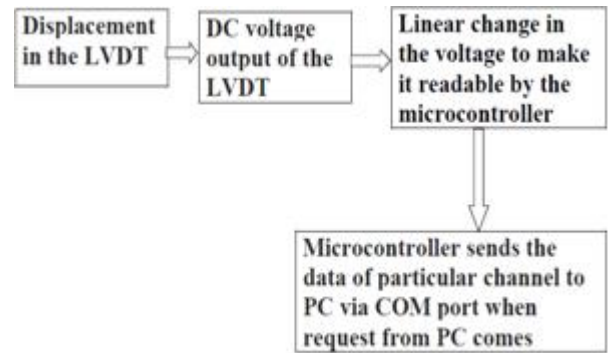 Displacement
in the LVDT
DC voltage
output of the
LVDT
Linear change in
the voltage to make
it readable by the
microcontroller
Microcontroller sends the
data of particular channel to
PC via COM port when
request from PC comes